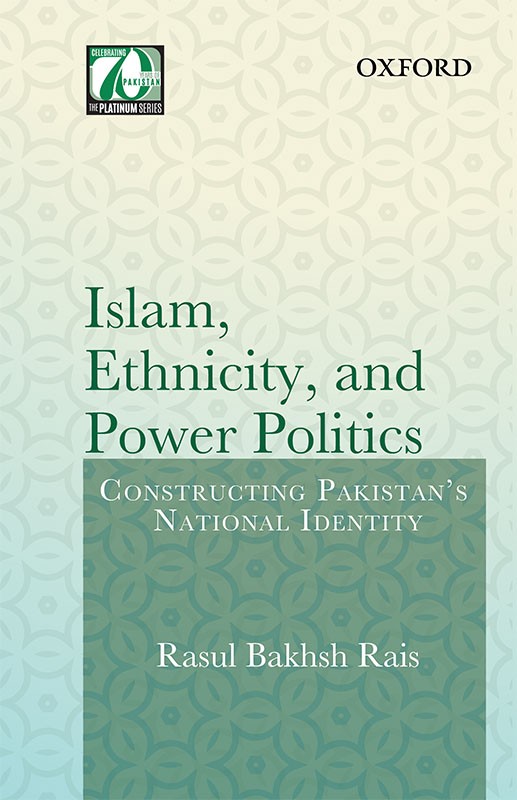 CELEBRATING
70
YEARS OF
PAKISTAN
THE PLATINUM SERIES
OXFORD
Islam,
Ethnicity, and
Power Politics
CONSTRUCTING PAKISTAN'S
NATIONAL IDENTITY
Rasul Bakhsh Rais